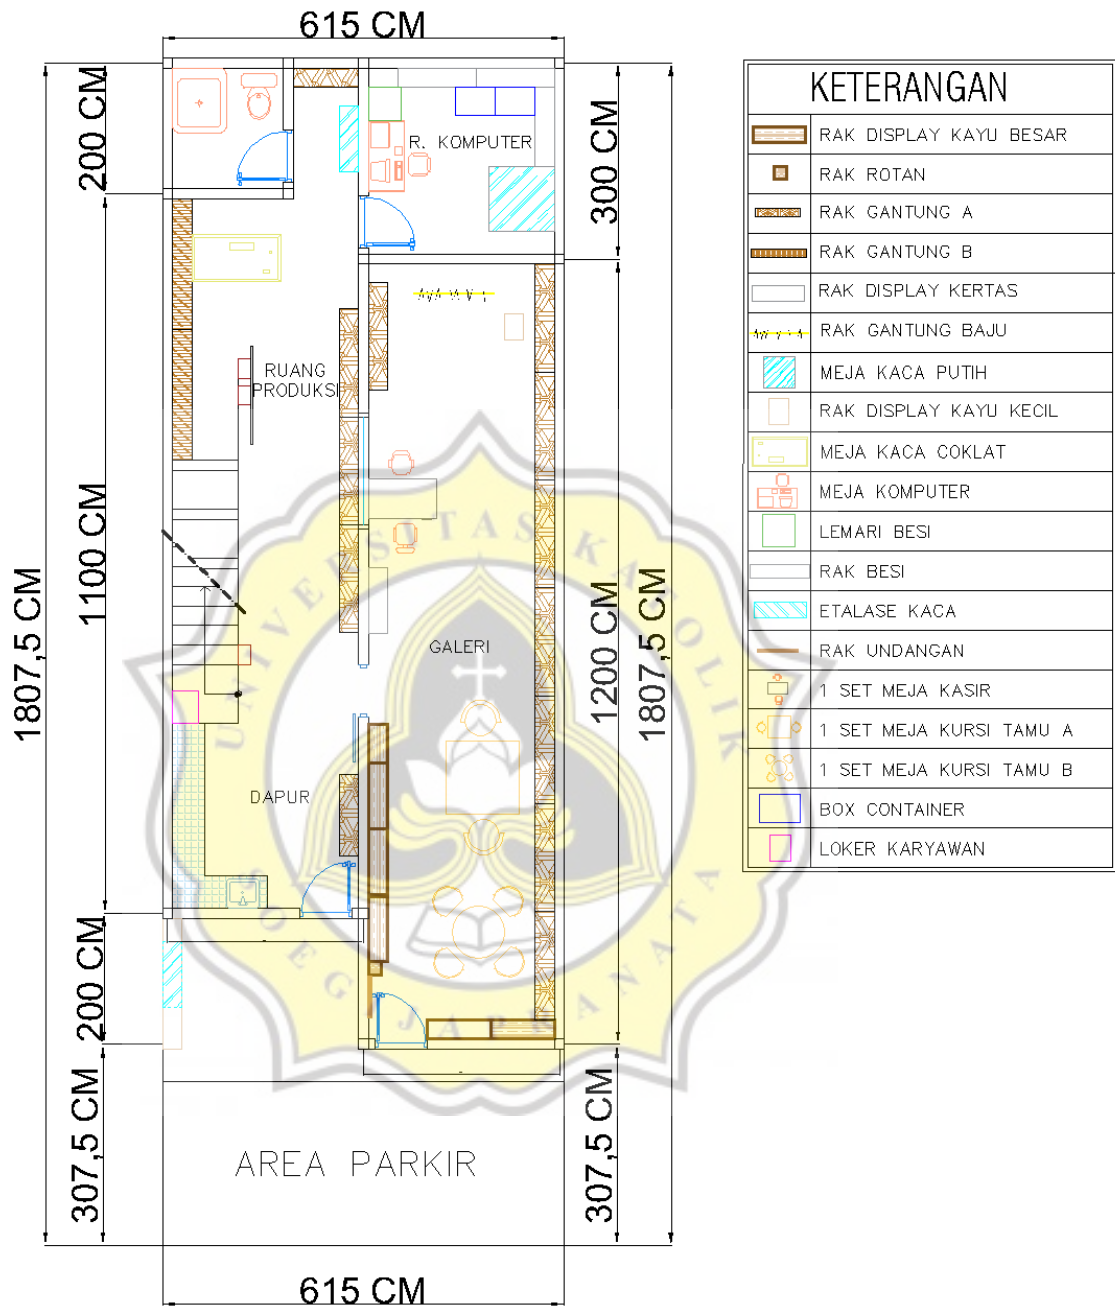 615 CM
200 CM
1100 CM
1807,5 CM
200 CM
307,5 CM
300 CM
1200 CM
1807,5 CM
307,5 CM
615 CM
R. KOMPUTER
RUANG
PRODUKSI
GALERI
DAPUR
AREA PARKIR
UNIVERSITAS KATOLIK
SOEGIJAPRANATA
KETERANGAN
RAK DISPLAY KAYU BESAR
RAK ROTAN
RAK GANTUNG A
RAK GANTUNG B
RAK DISPLAY KERTAS
RAK GANTUNG BAJU
MEJA KACA PUTIH
RAK DISPLAY KAYU KECIL
MEJA KACA COKLAT
MEJA KOMPUTER
LEMARI BESI
RAK BESI
ETALASE KACA
RAK UNDANGAN
1 SET MEJA KASIR
1 SET MEJA KURSI TAMU A
1 SET MEJA KURSI TAMU B
BOX CONTAINER
LOKER KARYAWAN